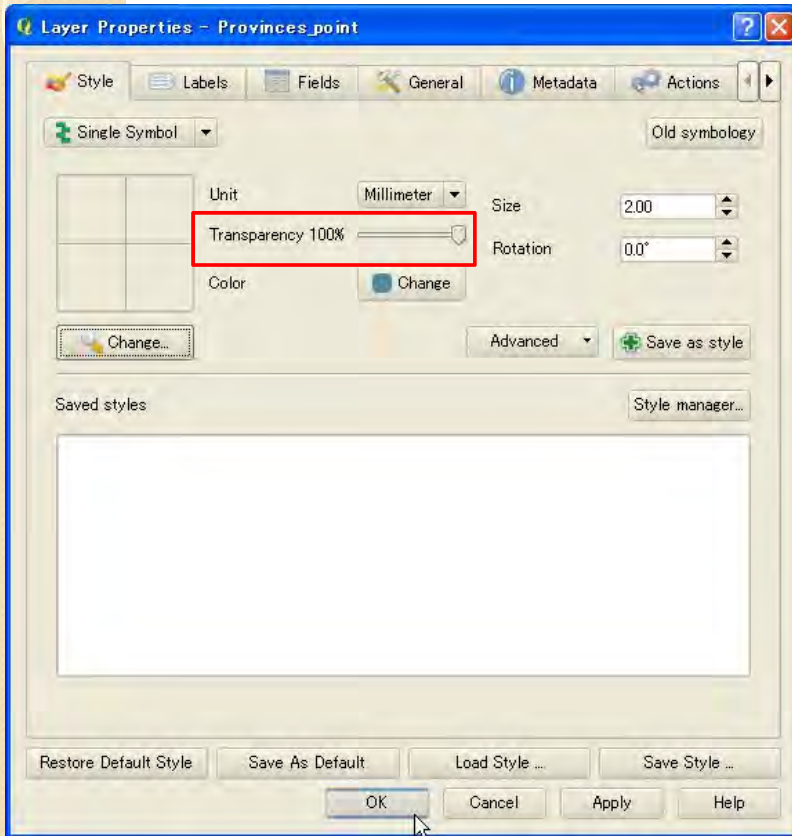 Layer Properties - Provinces_point
Style Labels Fields General Metadata Actions
Single Symbol Old symbology
Unit Millimeter Size 2.00
Transparency 100% Rotation 0.0°
Color Change
Change... Advanced Save as style
Saved styles Style manager...
Restore Default Style Save As Default Load Style ... Save Style ...
OK Cancel Apply Help